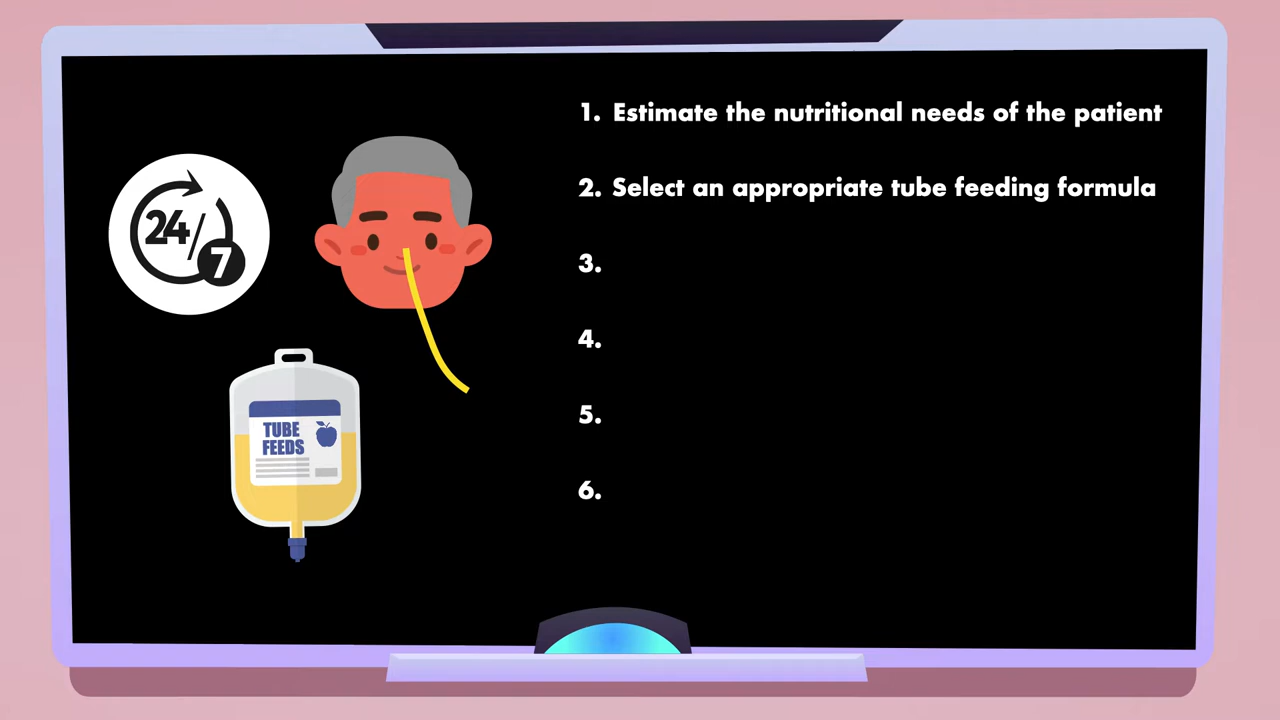 1. Estimate the nutritional needs of the patient
2. Select an appropriate tube feeding formula
3.
4.
5.
6.
24/7
TUBE
FEEDS